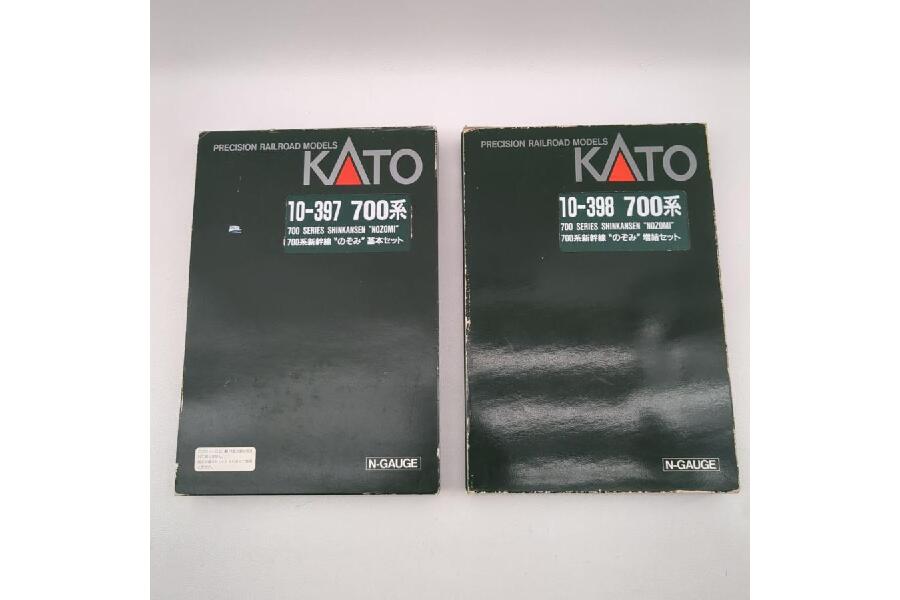 PRECISION RAILROAD MODELS
KATO
10-397 700系
700 SERIES SHINKANSEN "NOZOMI"
700系新幹線 "のぞみ" 基本セット
N-GAUGE
PRECISION RAILROAD MODELS
KATO
10-398 700系
700 SERIES SHINKANSEN "NOZOMI"
700系新幹線 "のぞみ" 増結セット
N-GAUGE